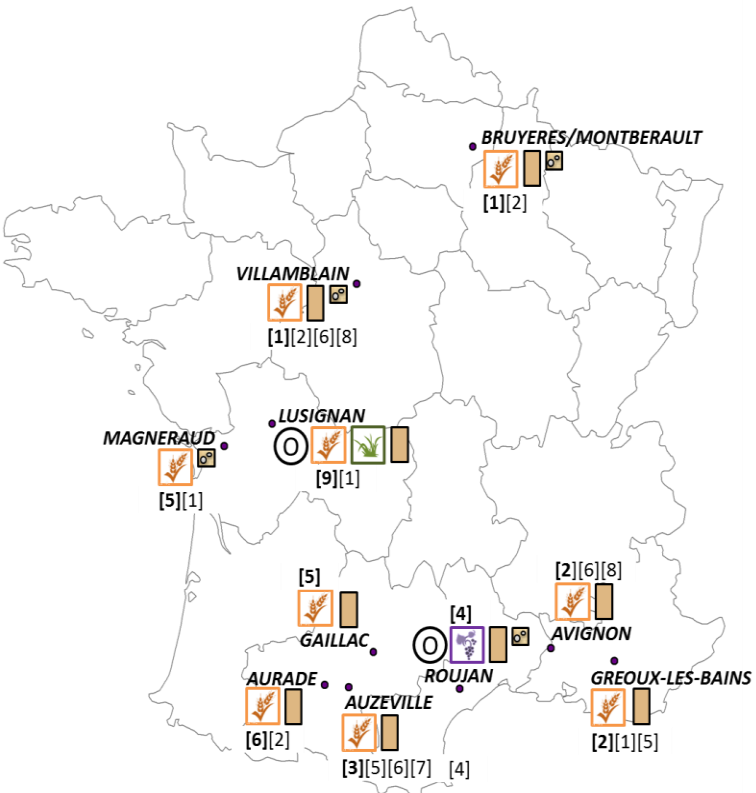 BRUYERES/MONTBERAULT
[1][2]
VILLAMBLAIN
[1][2][6][8]
LUSIGNAN
O
[9][1]
MAGNERAUD
[5][1]
[5]
GAILLAC
[4]
O
ROUJAN
[2][6][8]
AVIGNON
GREOUX-LES-BAINS
[2][1][5]
AURADE
[6][2]
AUZEVILLE
[3][5][6][7] [4]